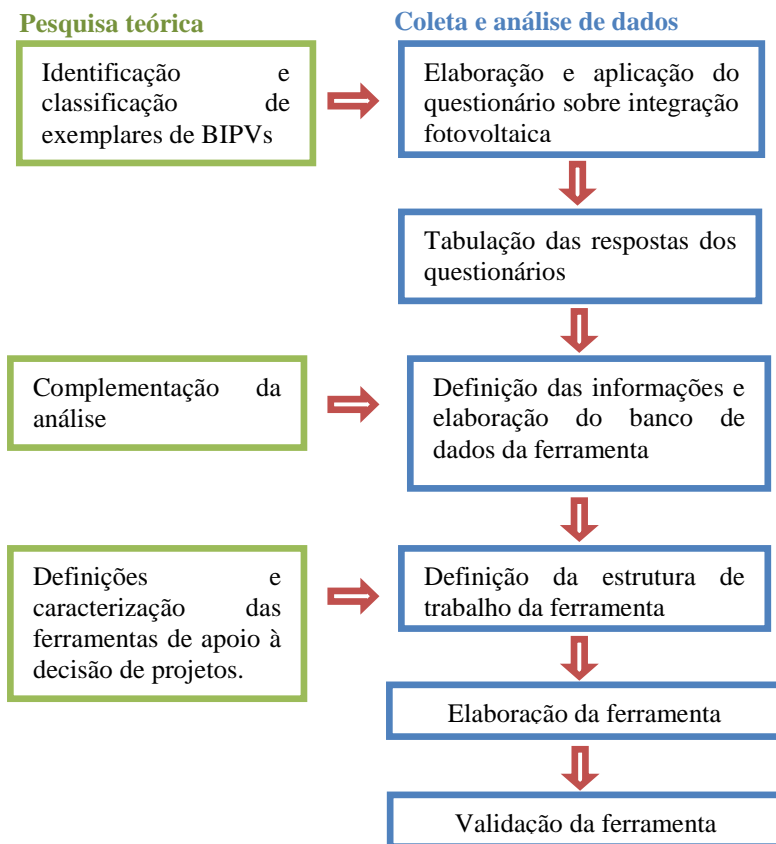 Pesquisa teórica
Coleta e análise de dados
Identificação e
classificação de
exemplares de BIPVs
Elaboração e aplicação do
questionário sobre integração
fotovoltaica
Tabulação das respostas dos
questionários
Complementação da
análise
Definição das informações e
elaboração do banco de
dados da ferramenta
Definições e
caracterização das
ferramentas de apoio à
decisão de projetos.
Definição da estrutura de
trabalho da ferramenta
Elaboração da ferramenta
Validação da ferramenta